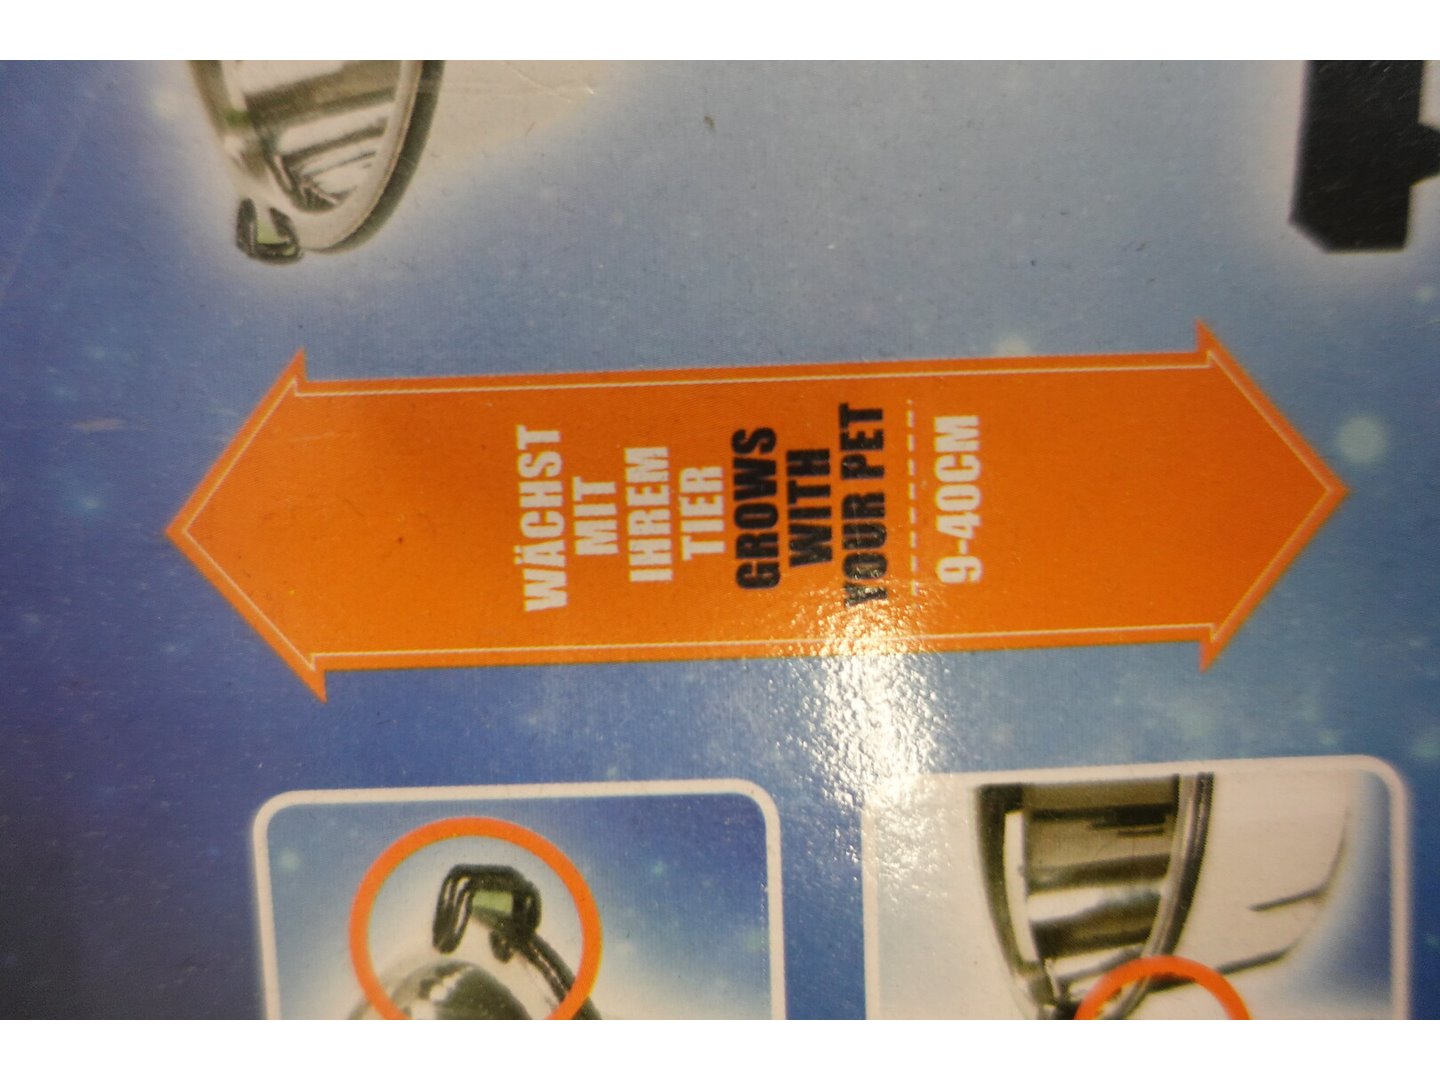 WÄCHST
MIT
IHREM
TIER
GROWS
WITH
YOUR PET
9-40CM